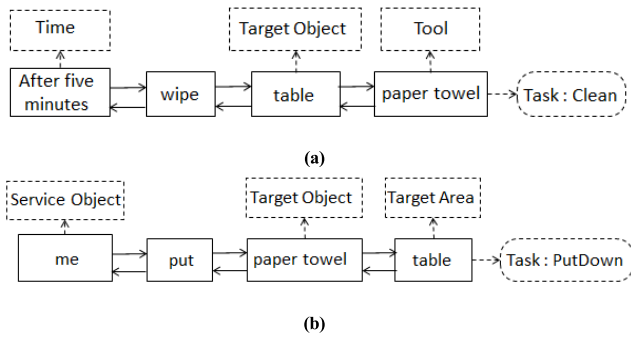 Time
Target Object
Tool
After five
minutes
wipe
table
paper towel
Task : Clean
(a)
Service Object
Target Object
Target Area
me
put
paper towel
table
Task : PutDown
(b)